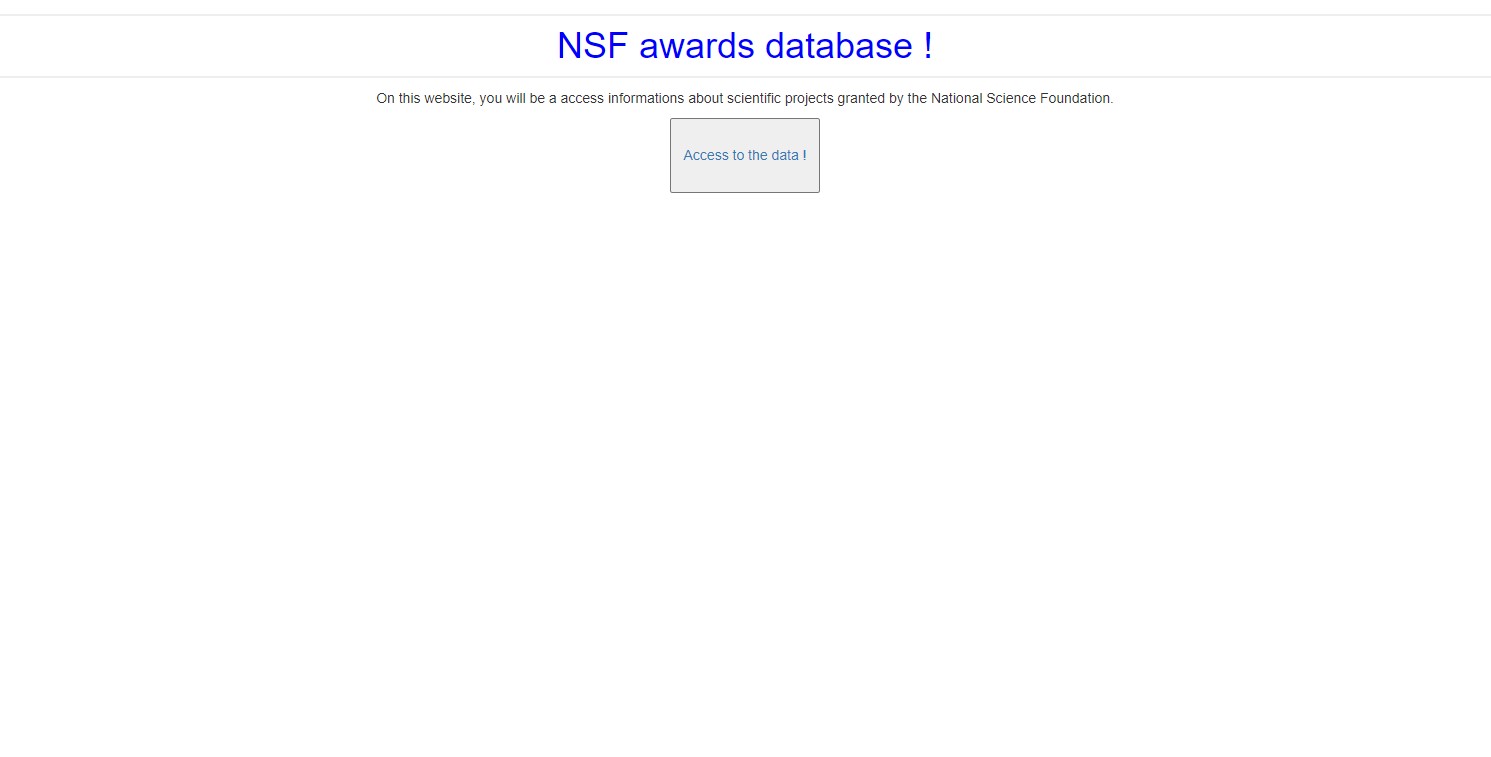 NSF awards database !
On this website, you will be a access informations about scientific projects granted by the National Science Foundation.
Access to the data !